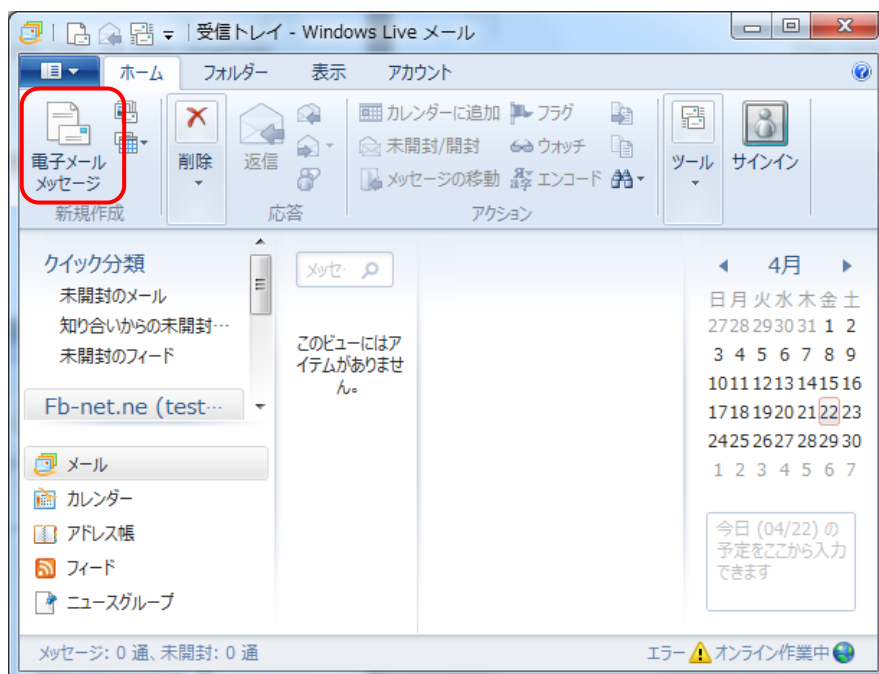 受信トレイ - Windows Live メール
ホーム フォルダー 表示 アカウント
電子メール
メッセージ
新規作成
削除
返信
応答
カレンダーに追加 フラグ
未開封/開封 ウォッチ
メッセージの移動 エンコード
アクション
ツール
サインイン
クイック分類
未開封のメール
知り合いからの未開封…
未開封のフィード
Fb-net.ne (test…
メール
カレンダー
アドレス帳
フィード
ニュースグループ
メッセ
このビューにはア
イテムがありませ
ん。
4月
日 月 火 水 木 金 土
27 28 29 30 31 1 2
3 4 5 6 7 8 9
10 11 12 13 14 15 16
17 18 19 20 21 22 23
24 25 26 27 28 29 30
1 2 3 4 5 6 7
今日 (04/22) の
予定をここから入力
できます
メッセージ: 0 通、未開封: 0 通
エラー オンライン作業中